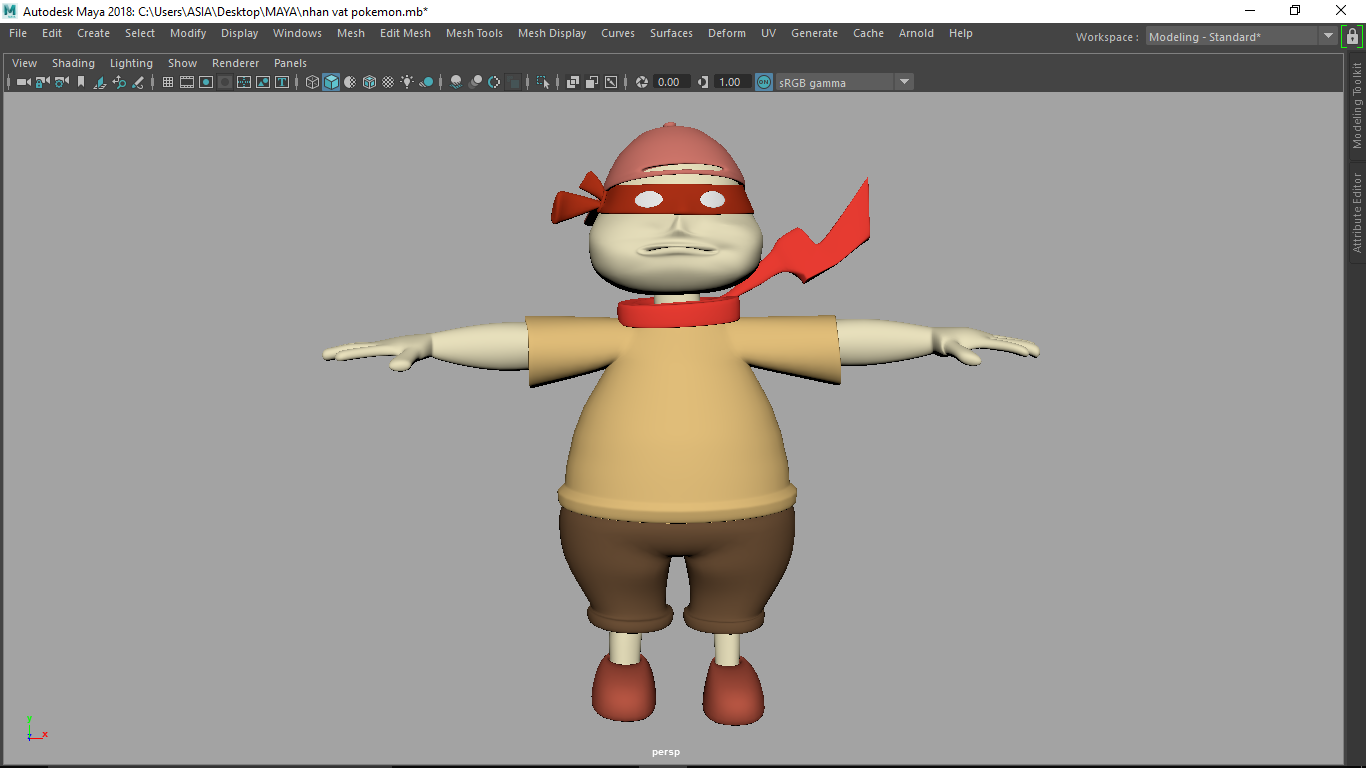 Autodesk Maya 2018: C:\Users\ASIA\Desktop\MAYA\nhan vat pokemon.mb*
File Edit Create Select Modify Display Windows Mesh Edit Mesh Mesh Tools Mesh Display Curves Surfaces Deform UV Generate Cache Arnold Help
Workspace : Modeling - Standard*
View Shading Lighting Show Renderer Panels
0.00 1.00 ON sRGB gamma
Modeling Toolkit
Attribute Editor
y
z x
persp